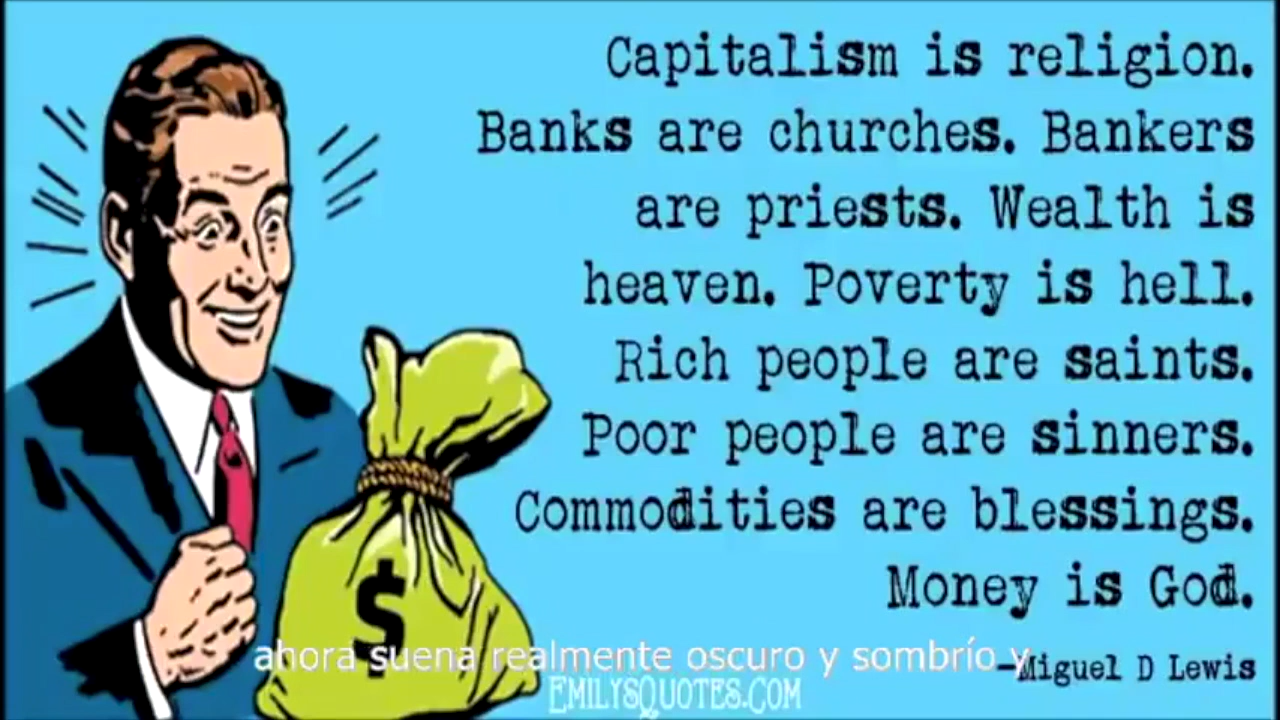 Capitalism is religion.
Banks are churches. Bankers
are priests. Wealth is
heaven. Poverty is hell.
Rich people are saints.
Poor people are sinners.
Commodities are blessings.
Money is God.
$
ahora suena realmente oscuro y sombrío y
—Miguel D Lewis
EMILYSQUOTES.COM